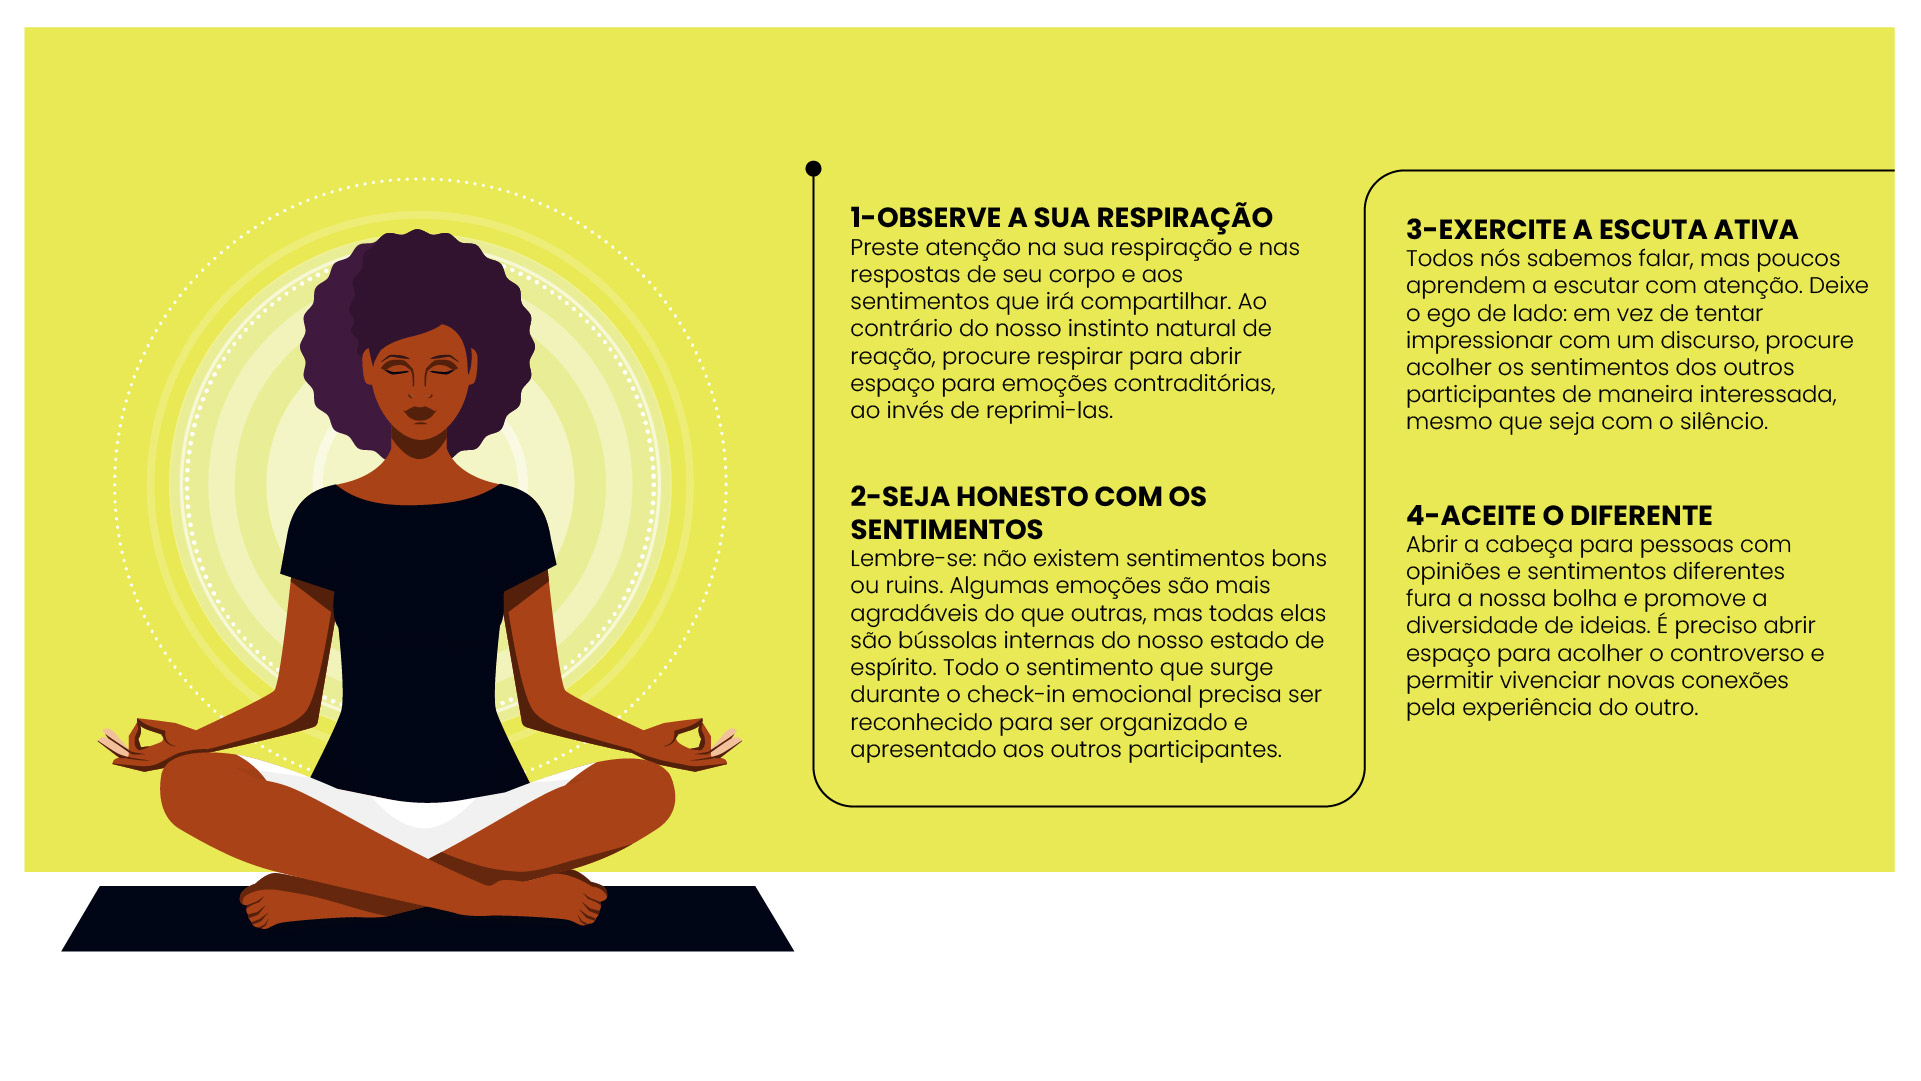 1-OBSERVE A SUA RESPIRAÇÃO
Preste atenção na sua respiração e nas
respostas de seu corpo e aos
sentimentos que irá compartilhar. Ao
contrário do nosso instinto natural de
reação, procure respirar para abrir
espaço para emoções contraditórias,
ao invés de reprimi-las.
2-SEJA HONESTO COM OS
SENTIMENTOS
Lembre-se: não existem sentimentos bons
ou ruins. Algumas emoções são mais
agradáveis do que outras, mas todas elas
são bússolas internas do nosso estado de
espírito. Todo o sentimento que surge
durante o check-in emocional precisa ser
reconhecido para ser organizado e
apresentado aos outros participantes.
3-EXERCITE A ESCUTA ATIVA
Todos nós sabemos falar, mas poucos
aprendem a escutar com atenção. Deixe
o ego de lado: em vez de tentar
impressionar com um discurso, procure
acolher os sentimentos dos outros
participantes de maneira interessada,
mesmo que seja com o silêncio.
4-ACEITE O DIFERENTE
Abrir a cabeça para pessoas com
opiniões e sentimentos diferentes
fura a nossa bolha e promove a
diversidade de ideias. É preciso abrir
espaço para acolher o controverso e
permitir vivenciar novas conexões
pela experiência do outro.